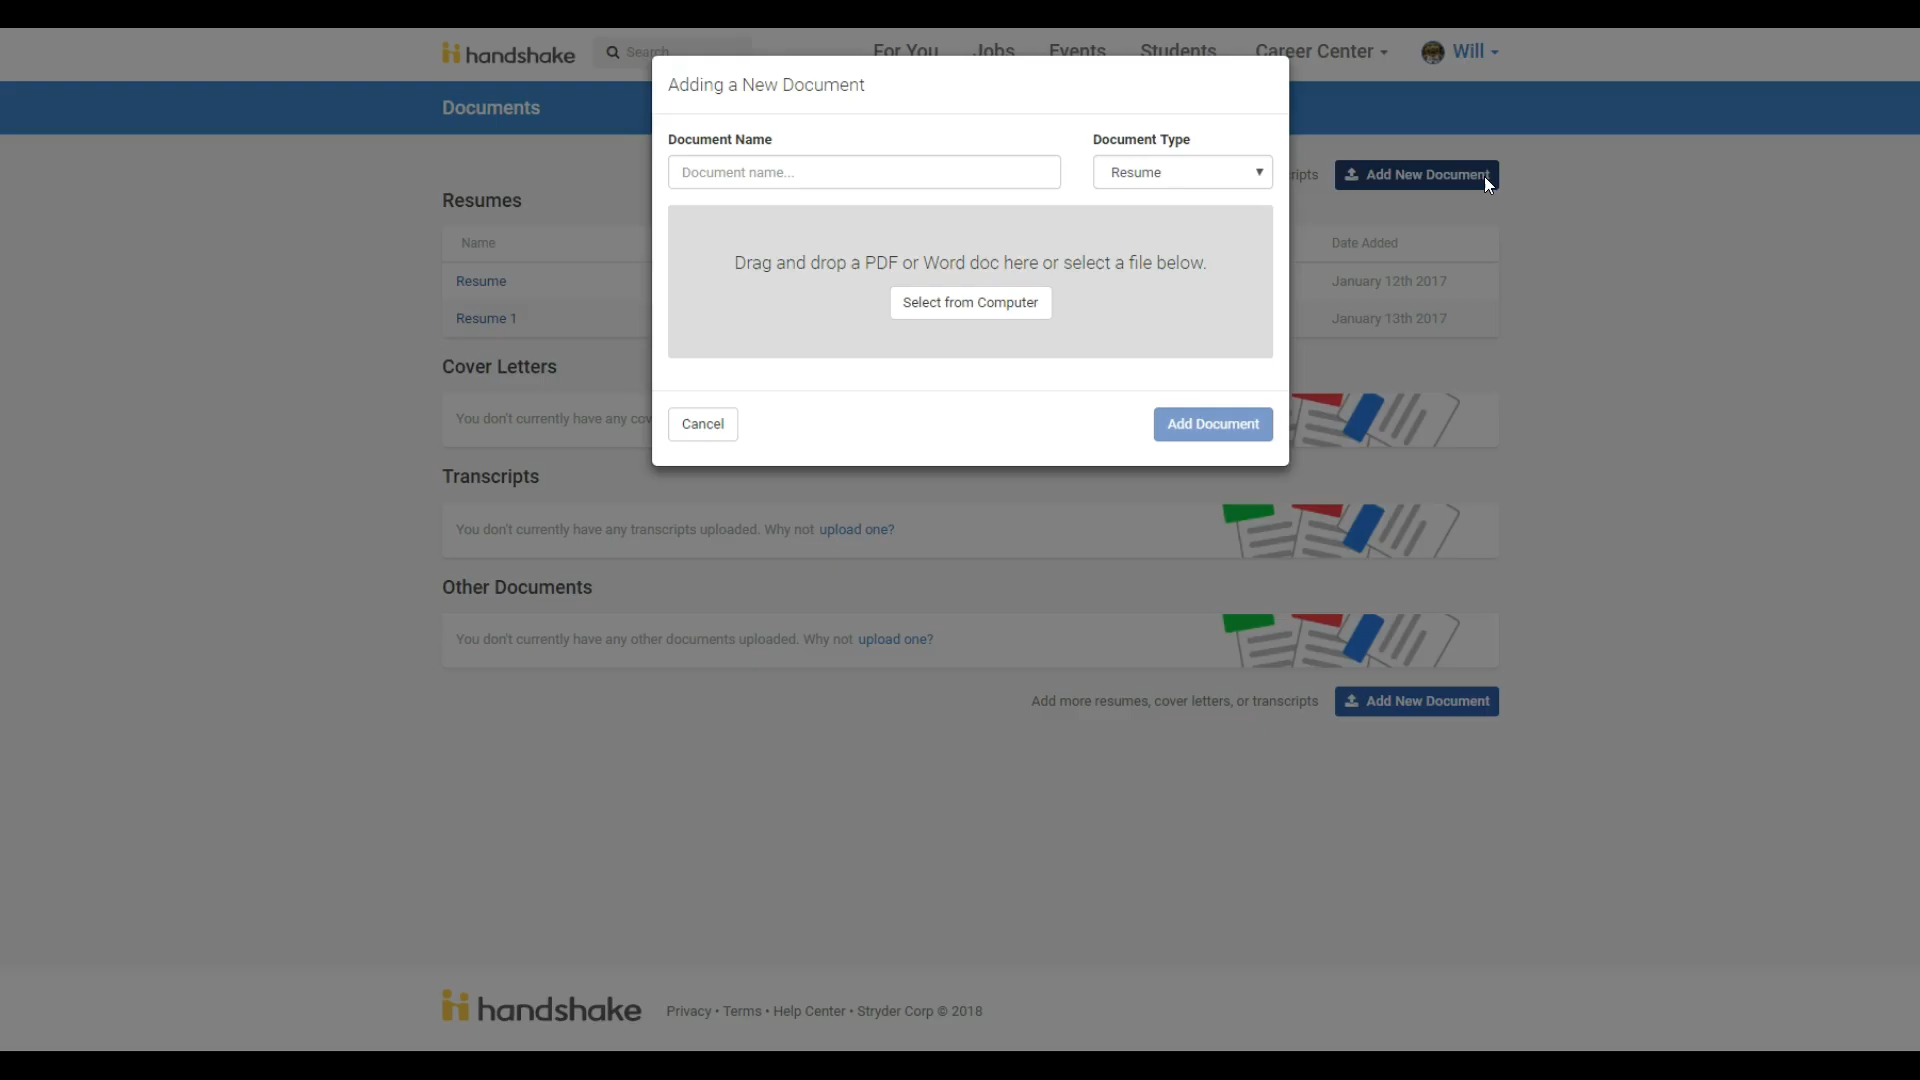 handshake
Search
For You
Jobs
Events
Students
Career Center
Will
Adding a New Document
Documents
Document Name
Document Type
Document name...
Resume
Add New Document
Resumes
Name
Date Added
Drag and drop a PDF or Word doc here or select a file below.
Select from Computer
Resume
January 12th 2017
Resume 1
January 13th 2017
Cover Letters
You don't currently have any
Cancel
Add Document
Transcripts
You don't currently have any transcripts uploaded. Why not upload one?
Other Documents
You don't currently have any other documents uploaded. Why not upload one?
Add more resumes, cover letters, or transcripts
Add New Document
handshake
Privacy • Terms • Help Center • Stryder Corp © 2018